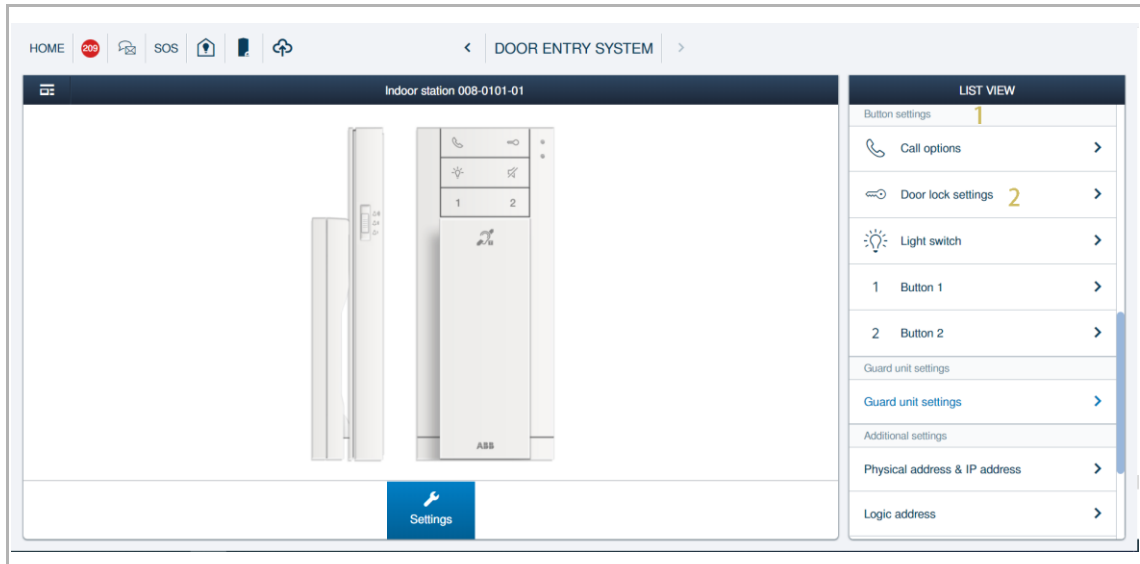 HOME 209 SOS DOOR ENTRY SYSTEM
Indoor station 008-0101-01
1 2
ABB
Settings
LIST VIEW
Button settings 1
Call options
Door lock settings 2
Light switch
1 Button 1
2 Button 2
Guard unit settings
Guard unit settings
Additional settings
Physical address & IP address
Logic address